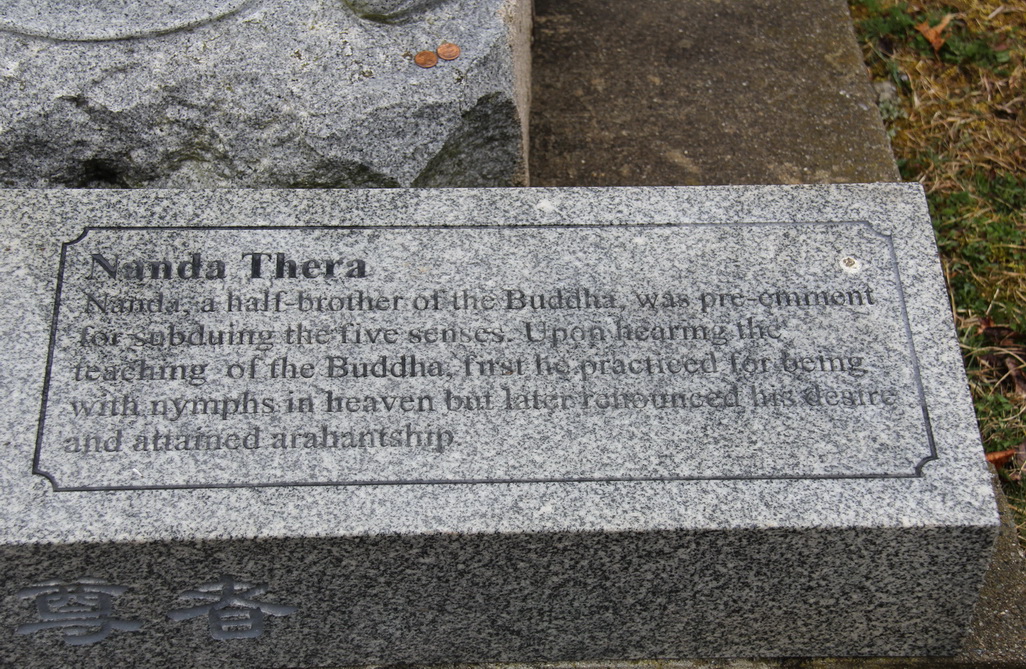 Nanda Thera
Nanda, a half-brother of the Buddha, was pre-eminent
for subduing the five senses. Upon hearing the
teaching of the Buddha, first he practiced for being
with nymphs in heaven but later renounced his desire
and attained arahantship.
尊者